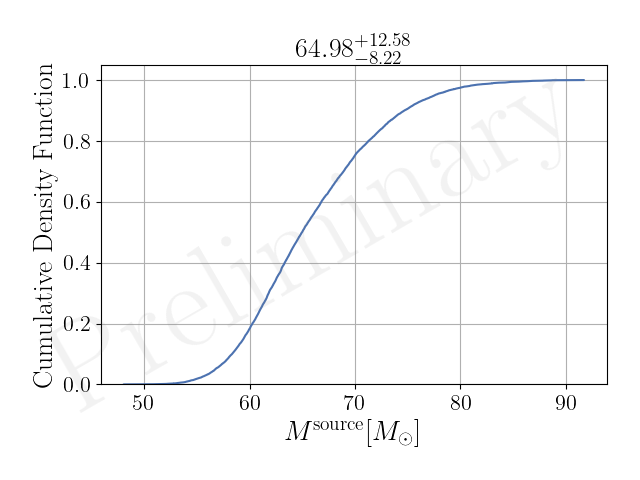 64.98^{+12.58}_{-8.22}
Cumulative Density Function
1.0
0.8
0.6
0.4
0.2
0.0
Preliminary
50 60 70 80 90
M^{source}[M_⊙]